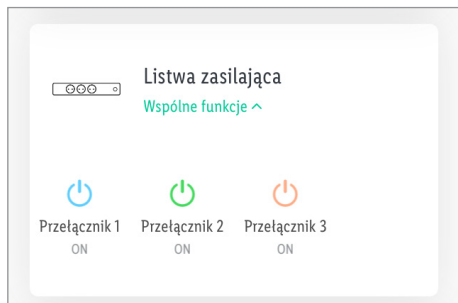 Listwa zasilająca
Wspólne funkcje
Przełącznik 1 Przełącznik 2 Przełącznik 3
ON ON ON